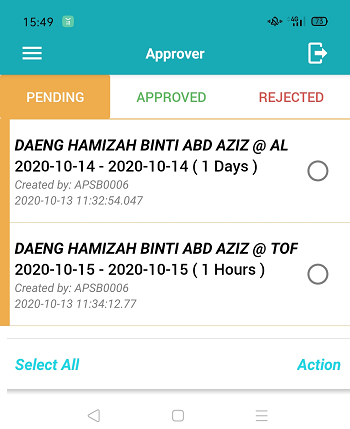 15:49
4G
73
Approver
PENDING
APPROVED
REJECTED
DAENG HAMIZAH BINTI ABD AZIZ @ AL
2020-10-14 - 2020-10-14 ( 1 Days )
Created by: APSB0006
2020-10-13 11:32:54.047
DAENG HAMIZAH BINTI ABD AZIZ @ TOF
2020-10-15 - 2020-10-15 ( 1 Hours )
Created by: APSB0006
2020-10-13 11:34:12.77
Select All
Action